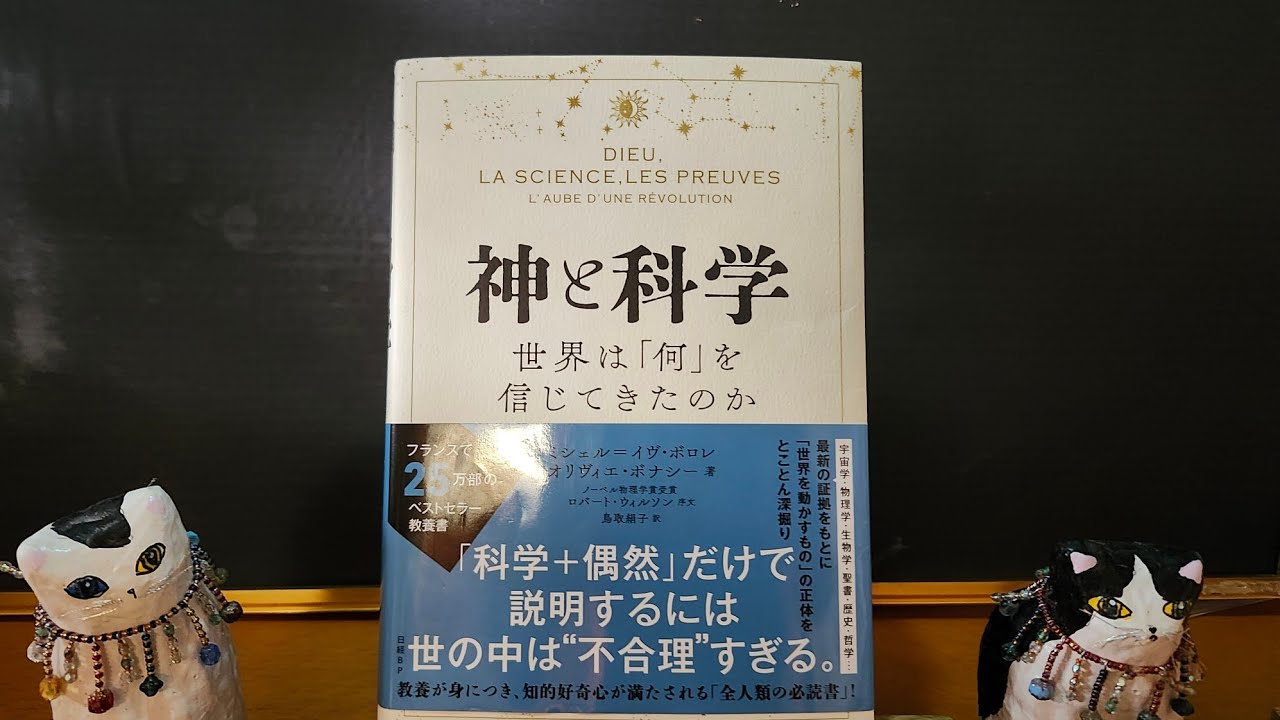 DIEU,
LA SCIENCE, LES PREUVES
L'AUBE D'UNE RÉVOLUTION
神と科学
世界は「何」を
信じてきたのか
フランスで
25万部の
ベストセラー
教養書
ミシェル＝イヴ・ボロレ
オリヴィエ・ボナシー 著
ノーベル物理学賞受賞
ロバート・ウィルソン 序文
鳥取絹子 訳
最新の証拠をもとに
「世界を動かすもの」の正体を
とことん深掘り
宇宙学・物理学・生物学・聖書・歴史・哲学…
「科学＋偶然」だけで
説明するには
世の中は“不合理”すぎる。
日経BP
教養が身につき、知的好奇心が満たされる「全人類の必読書」！